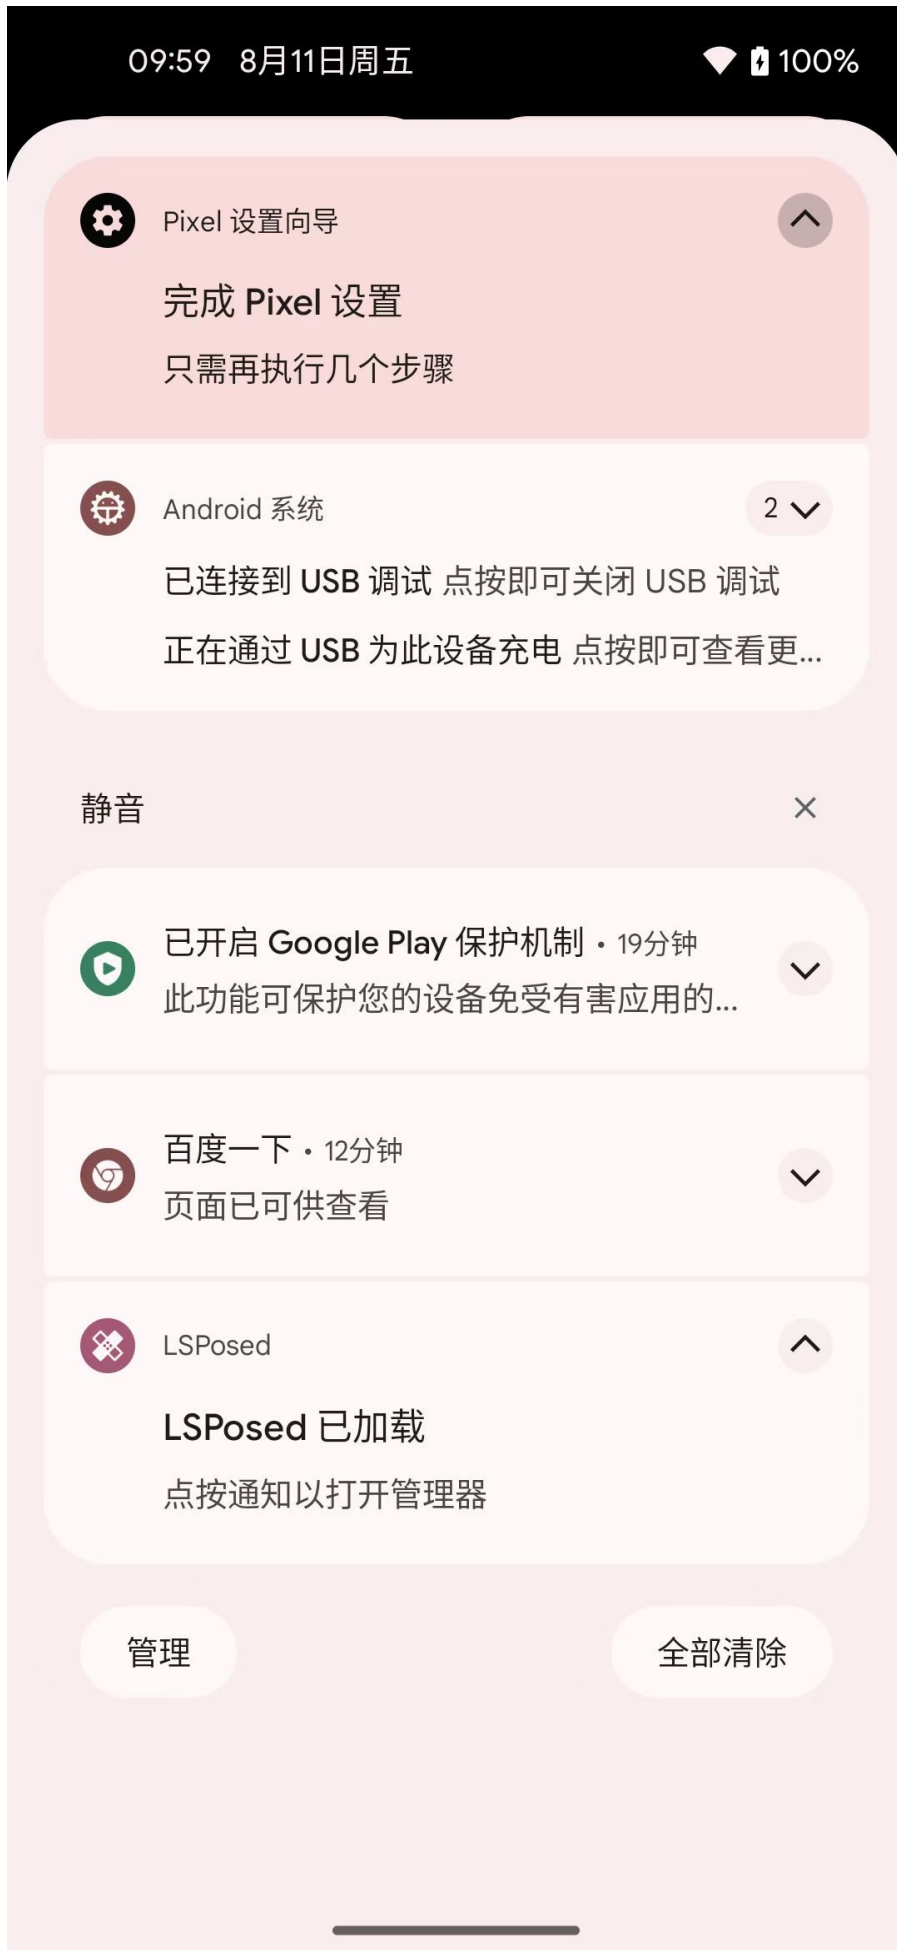 09:59 8月11日周五 100%
Pixel 设置向导
完成 Pixel 设置
只需再执行几个步骤
Android 系统 2
已连接到 USB 调试 点按即可关闭 USB 调试
正在通过 USB 为此设备充电 点按即可查看更...
静音
已开启 Google Play 保护机制 • 19分钟
此功能可保护您的设备免受有害应用的...
百度一下 • 12分钟
页面已可供查看
LSPosed
LSPosed 已加载
点按通知以打开管理器
管理 全部清除